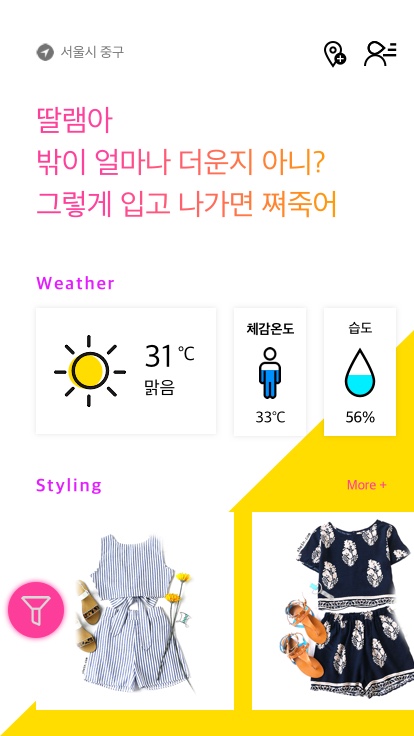 서울시 중구
딸램아
밖이 얼마나 더운지 아니?
그렇게 입고 나가면 쪄죽어
Weather
31 ℃
맑음
체감온도
33℃
습도
56%
Styling
More +